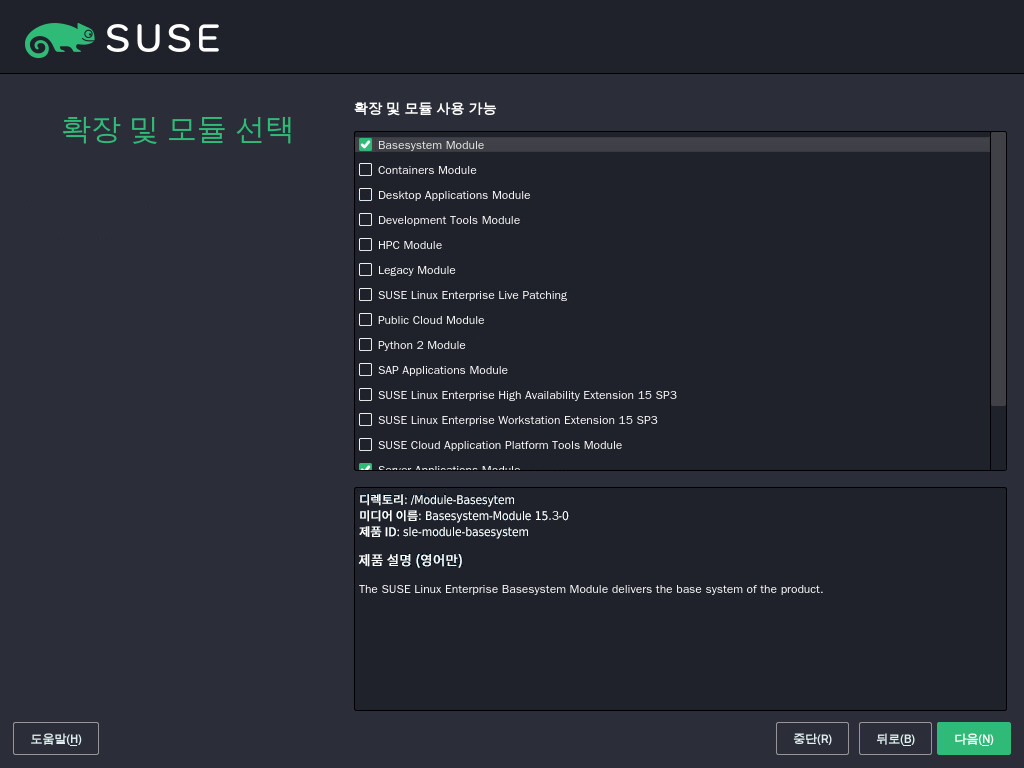 SUSE
확장 및 모듈 선택
확장 및 모듈 사용 가능
Basesystem Module
Containers Module
Desktop Applications Module
Development Tools Module
HPC Module
Legacy Module
SUSE Linux Enterprise Live Patching
Public Cloud Module
Python 2 Module
SAP Applications Module
SUSE Linux Enterprise High Availability Extension 15 SP3
SUSE Linux Enterprise Workstation Extension 15 SP3
SUSE Cloud Application Platform Tools Module
Server Applications Module
디렉토리: /Module-Basesytem
미디어 이름: Basesystem-Module 15.3-0
제품 ID: sle-module-basesystem
제품 설명 (영어만)
The SUSE Linux Enterprise Basesystem Module delivers the base system of the product.
도움말(H) 중단(R) 뒤로(B) 다음(N)